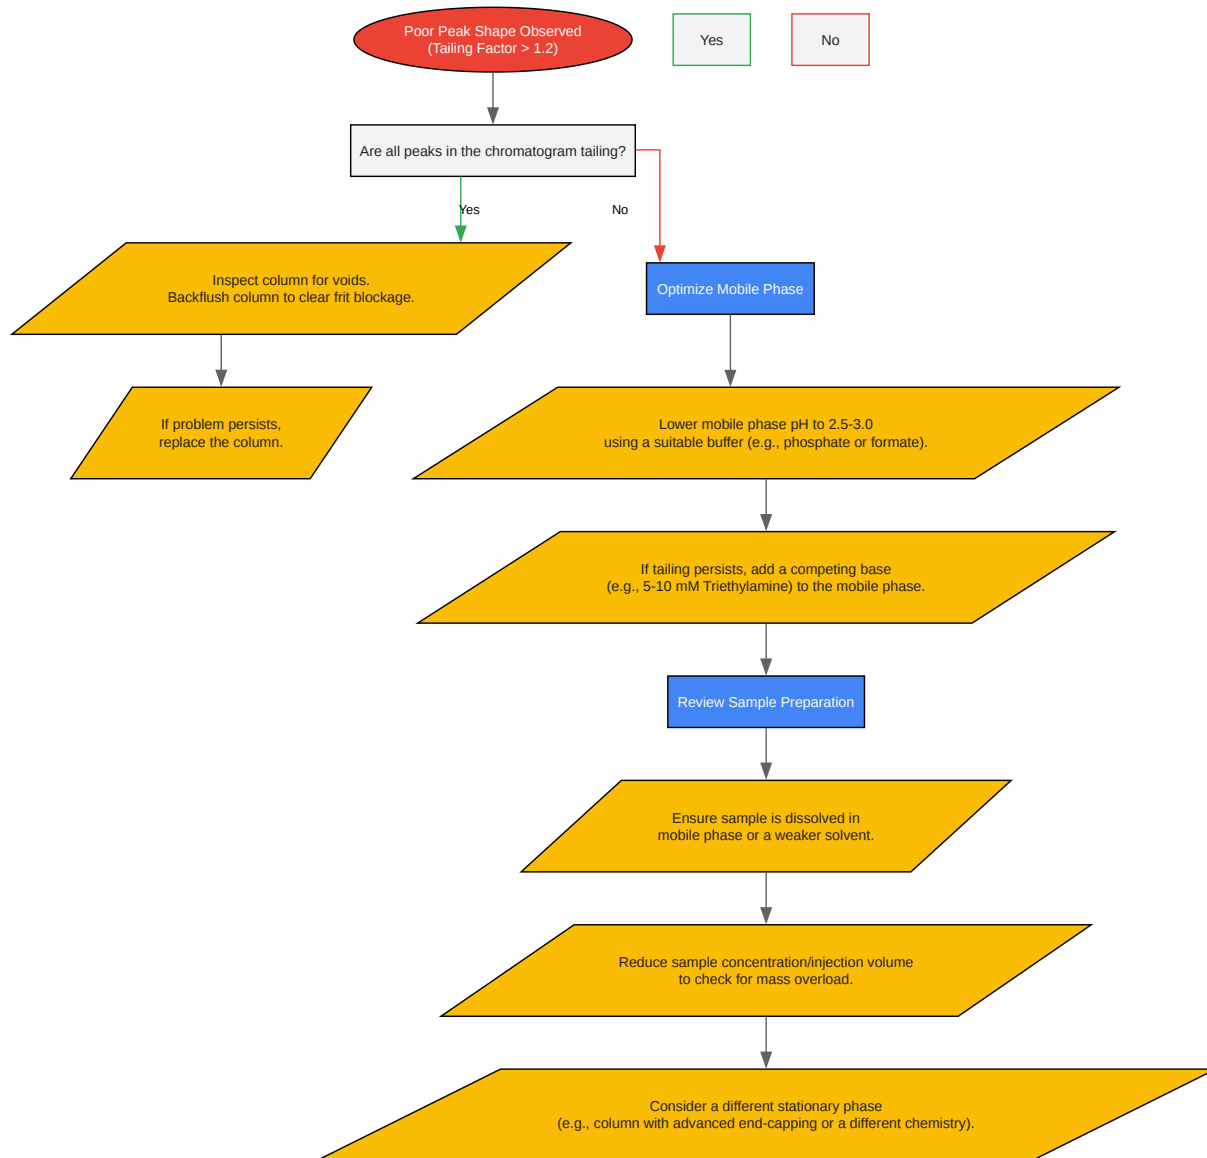 Poor Peak Shape Observed
(Tailing Factor > 1.2)
Yes
No
Are all peaks in the chromatogram tailing?
Yes
No
Inspect column for voids.
Backflush column to clear frit blockage.
Optimize Mobile Phase
If problem persists,
replace the column.
Lower mobile phase pH to 2.5-3.0
using a suitable buffer (e.g., phosphate or formate).
If tailing persists, add a competing base
(e.g., 5-10 mM Triethylamine) to the mobile phase.
Review Sample Preparation
Ensure sample is dissolved in
mobile phase or a weaker solvent.
Reduce sample concentration/injection volume
to check for mass overload.
Consider a different stationary phase
(e.g., column with advanced end-capping or a different chemistry).